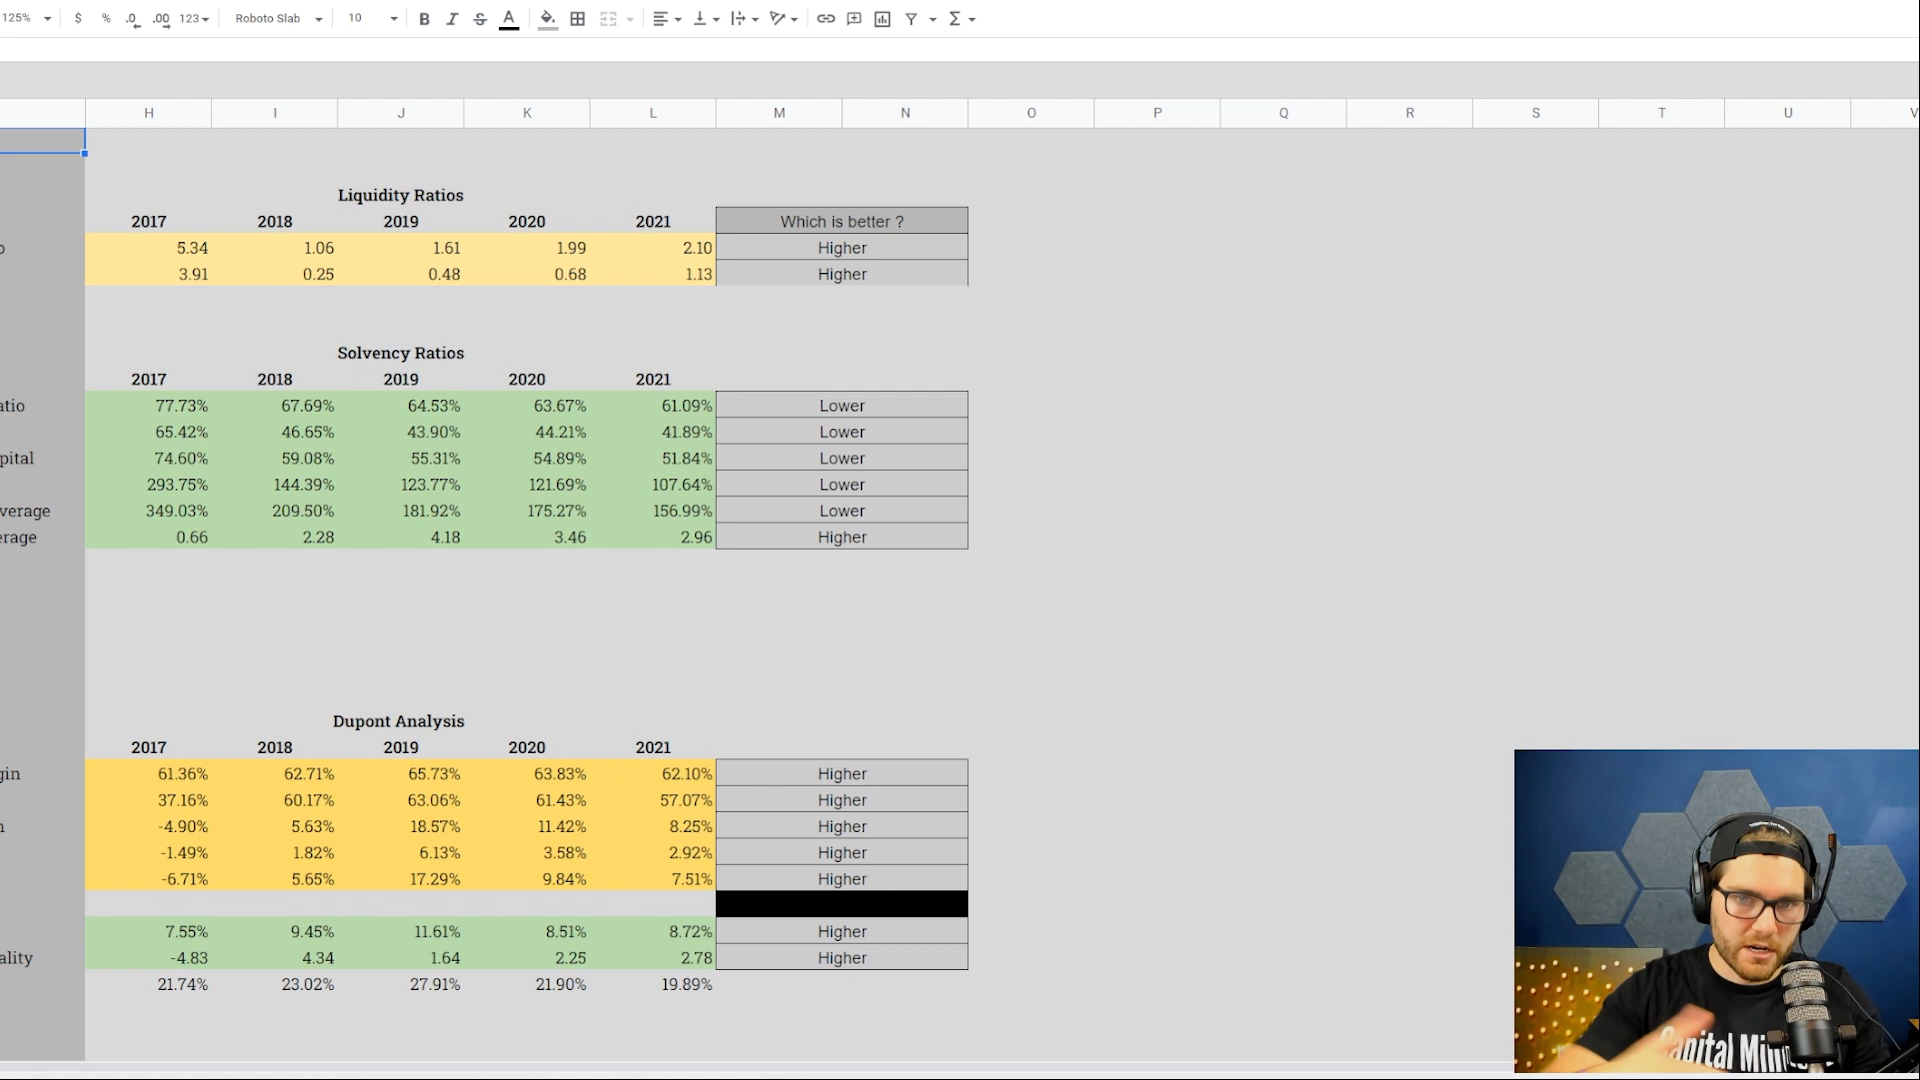 125% $ % .0 .00 123 Roboto Slab 10 B I S A
H I J K L M N O P Q R S T U V
Liquidity Ratios
2017 2018 2019 2020 2021 Which is better ?
o 5.34 1.06 1.61 1.99 2.10 Higher
3.91 0.25 0.48 0.68 1.13 Higher
Solvency Ratios
2017 2018 2019 2020 2021
atio 77.73% 67.69% 64.53% 63.67% 61.09% Lower
65.42% 46.65% 43.90% 44.21% 41.89% Lower
pital 74.60% 59.08% 55.31% 54.89% 51.84% Lower
293.75% 144.39% 123.77% 121.69% 107.64% Lower
verage 349.03% 209.50% 181.92% 175.27% 156.99% Lower
erage 0.66 2.28 4.18 3.46 2.96 Higher
Dupont Analysis
2017 2018 2019 2020 2021
gin 61.36% 62.71% 65.73% 63.83% 62.10% Higher
37.16% 60.17% 63.06% 61.43% 57.07% Higher
n -4.90% 5.63% 18.57% 11.42% 8.25% Higher
-1.49% 1.82% 6.13% 3.58% 2.92% Higher
-6.71% 5.65% 17.29% 9.84% 7.51% Higher
7.55% 9.45% 11.61% 8.51% 8.72% Higher
ality -4.83 4.34 1.64 2.25 2.78 Higher
21.74% 23.02% 27.91% 21.90% 19.89%
Capital